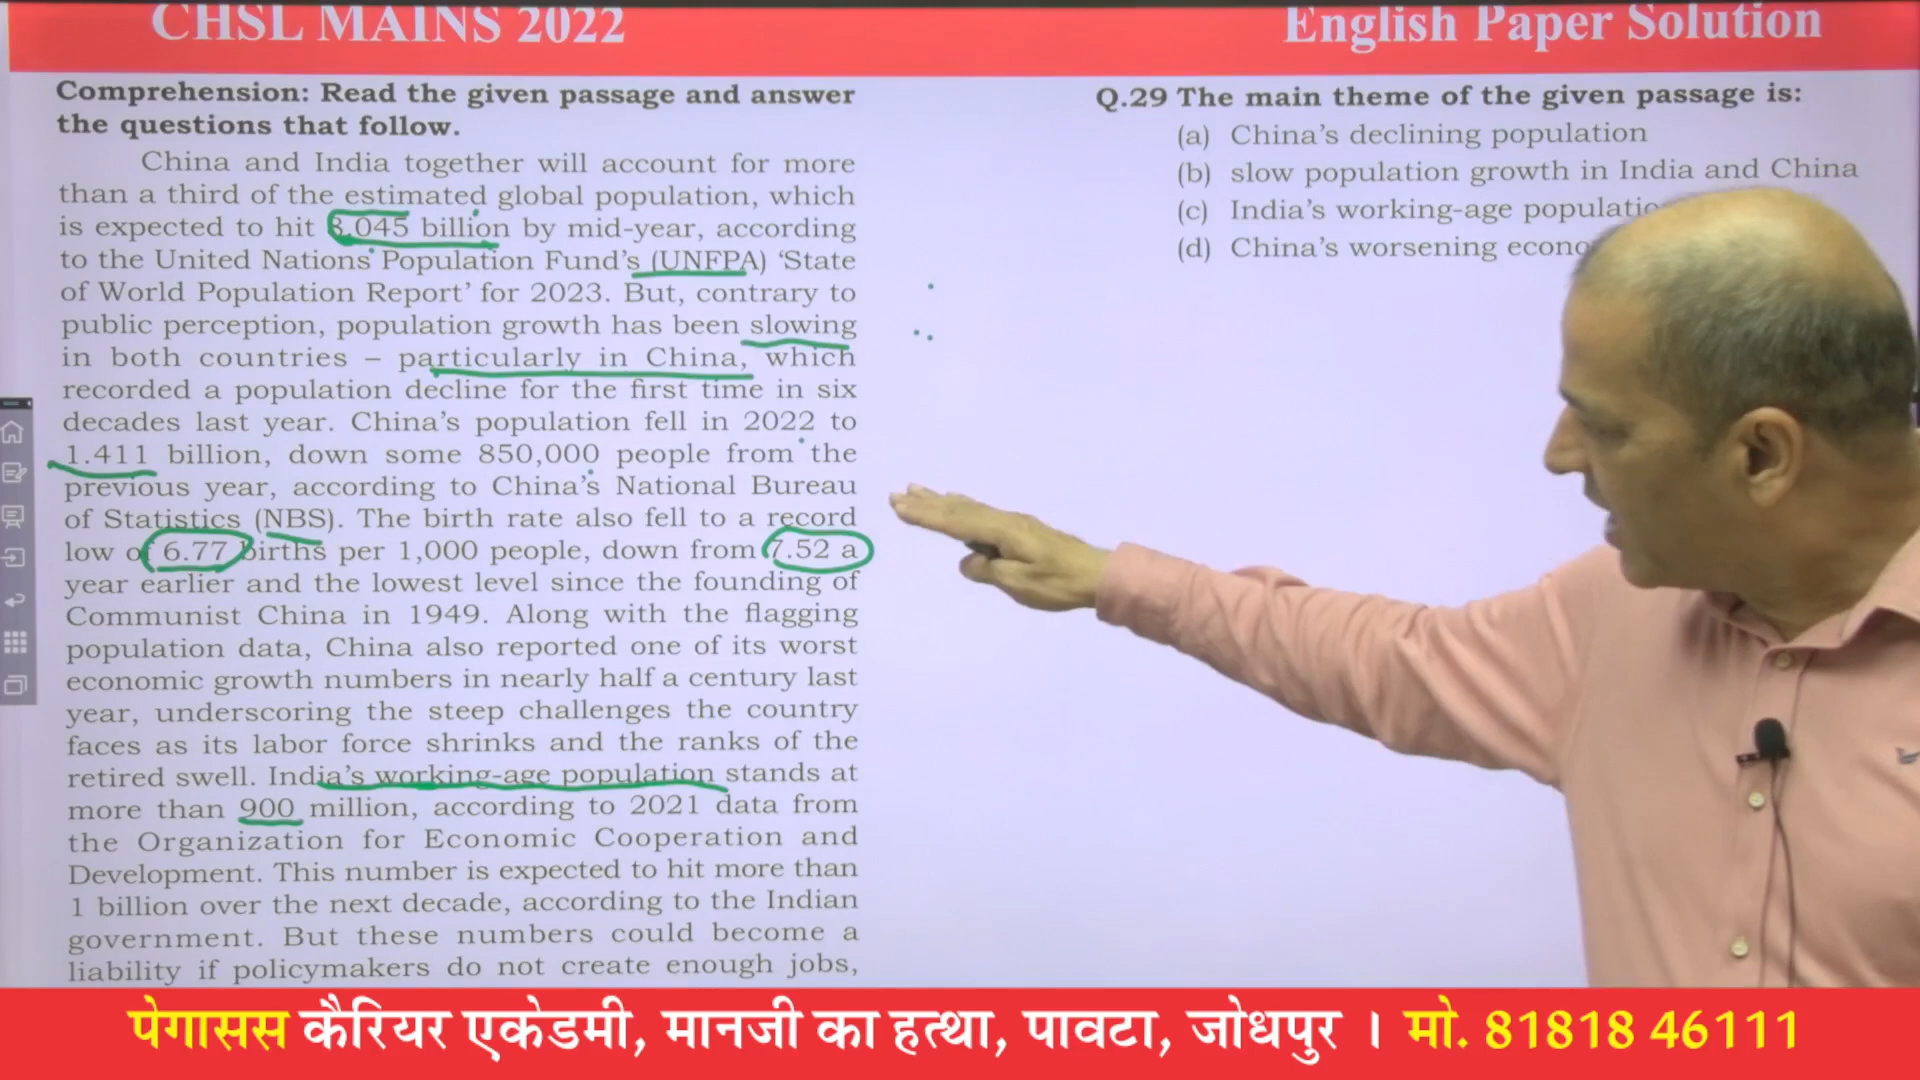 CHSL MAINS 2022
English Paper Solution
Comprehension: Read the given passage and answer
the questions that follow.
China and India together will account for more
than a third of the estimated global population, which
is expected to hit 8.045 billion by mid-year, according
to the United Nations Population Fund's (UNFPA) 'State
of World Population Report' for 2023. But, contrary to
public perception, population growth has been slowing
in both countries – particularly in China, which
recorded a population decline for the first time in six
decades last year. China's population fell in 2022 to
1.411 billion, down some 850,000 people from the
previous year, according to China's National Bureau
of Statistics (NBS). The birth rate also fell to a record
low of 6.77 births per 1,000 people, down from 7.52 a
year earlier and the lowest level since the founding of
Communist China in 1949. Along with the flagging
population data, China also reported one of its worst
economic growth numbers in nearly half a century last
year, underscoring the steep challenges the country
faces as its labor force shrinks and the ranks of the
retired swell. India's working-age population stands at
more than 900 million, according to 2021 data from
the Organization for Economic Cooperation and
Development. This number is expected to hit more than
1 billion over the next decade, according to the Indian
government. But these numbers could become a
liability if policymakers do not create enough jobs,
Q.29 The main theme of the given passage is:
(a) China's declining population
(b) slow population growth in India and China
(c) India's working-age
(d) China's worsening
पेगासस कैरियर एकेडमी, मानजी का हत्था, पावटा, जोधपुर । मो. 81818 46111